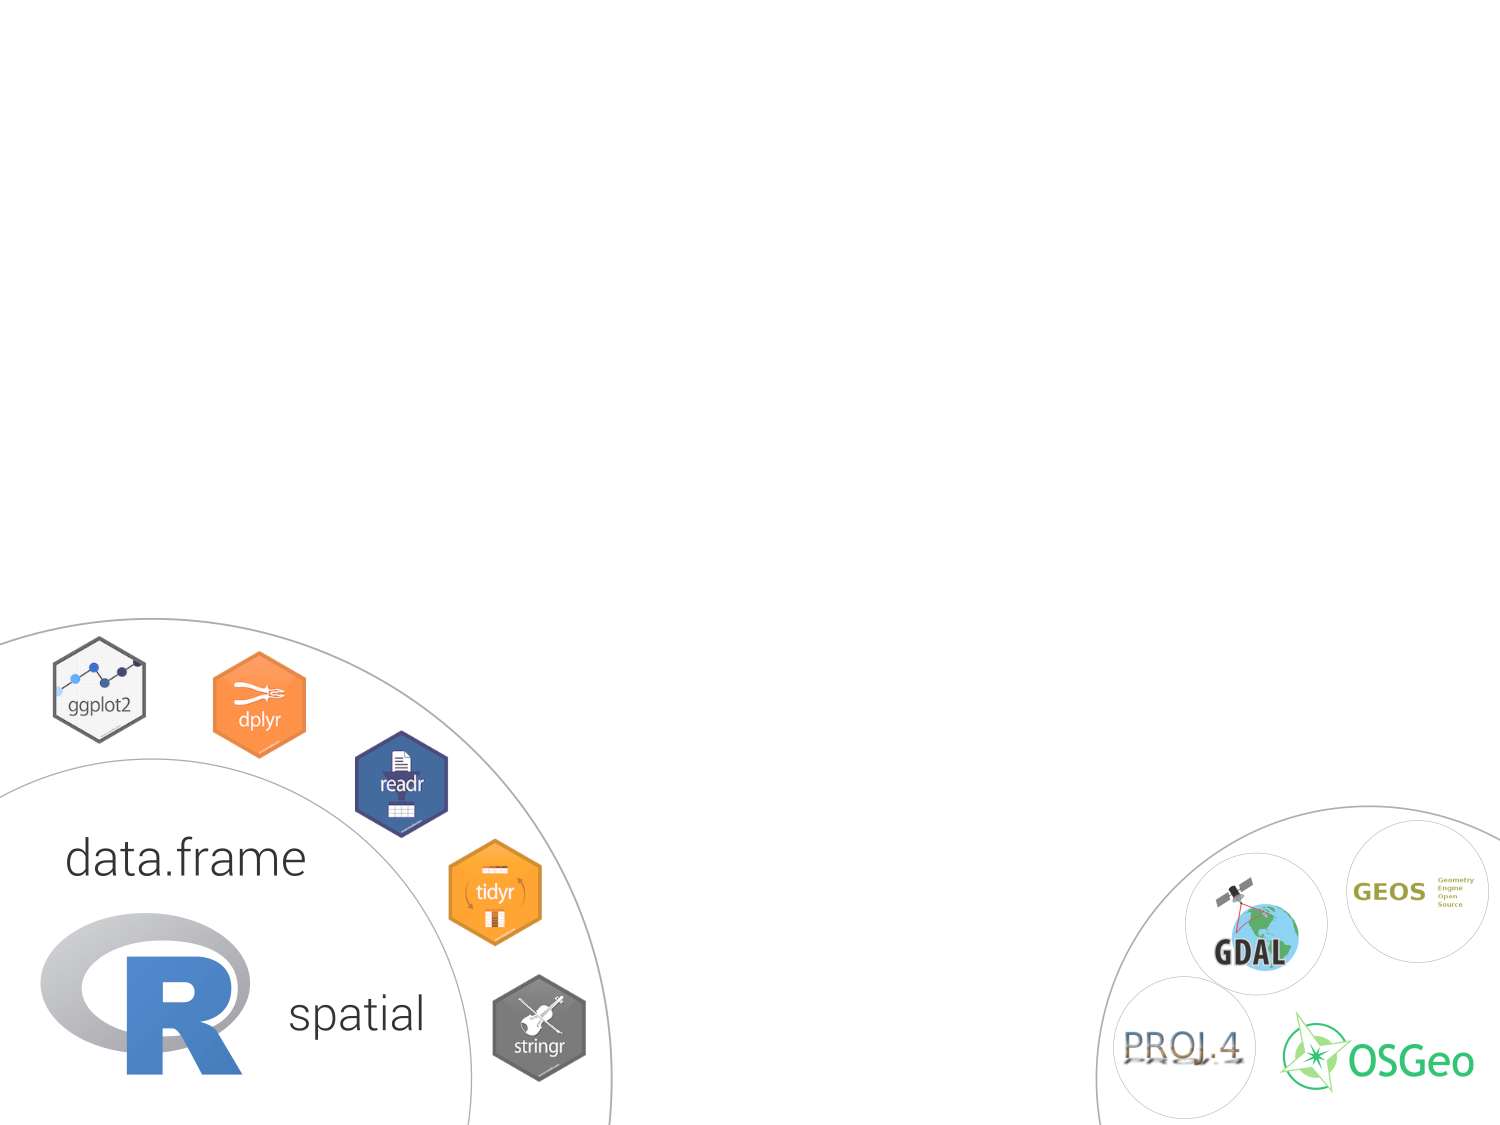 ggplot2
dplyr
readr
tidyr
stringr
data.frame
R
spatial
GEOS
Geometry
Engine
Open
Source
GDAL
PROJ.4
OSGeo